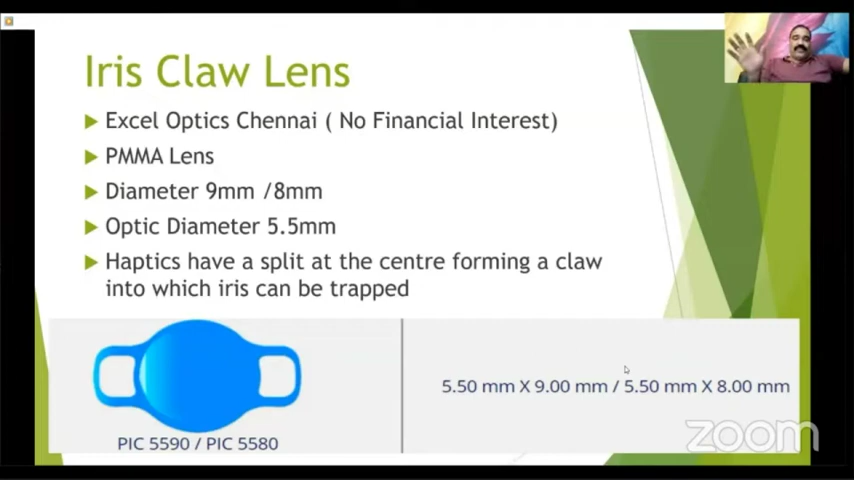 Iris Claw Lens
Excel Optics Chennai ( No Financial Interest)
PMMA Lens
Diameter 9mm /8mm
Optic Diameter 5.5mm
Haptics have a split at the centre forming a claw
into which iris can be trapped
5.50 mm X 9.00 mm / 5.50 mm X 8.00 mm
PIC 5590 / PIC 5580
zoom